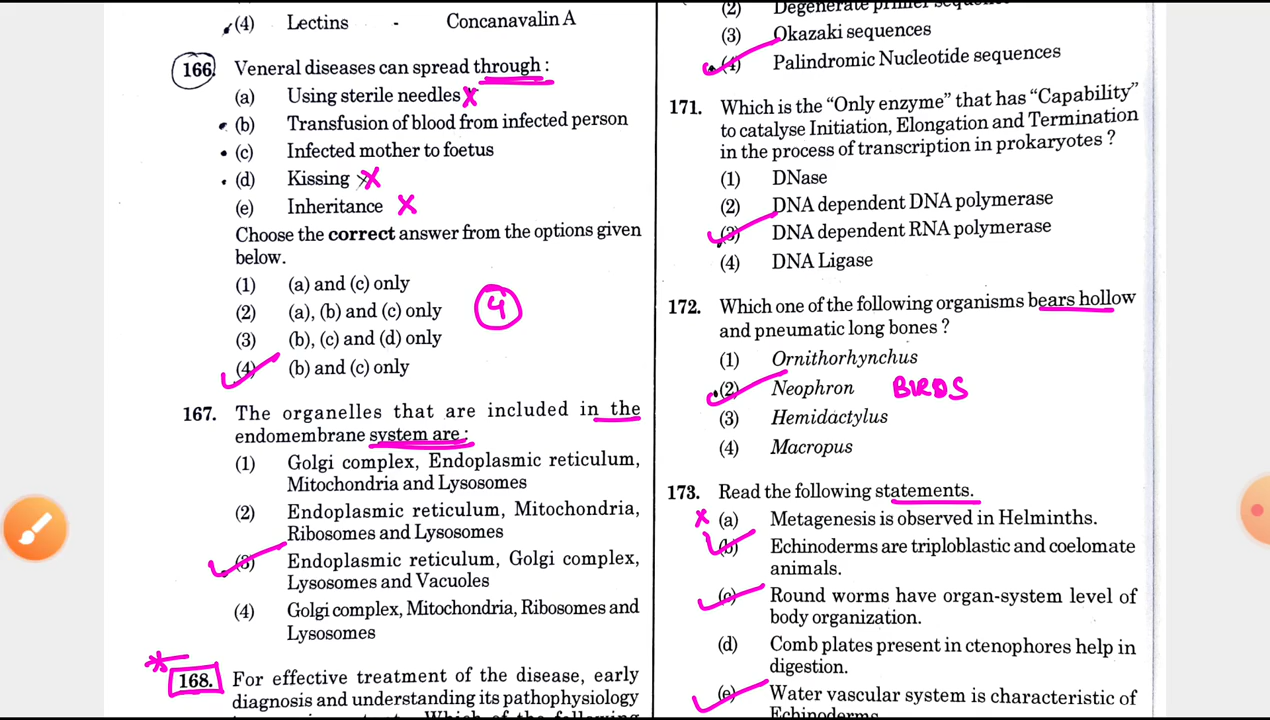 (4) Lectins - Concanavalin A
166. Veneral diseases can spread through :
(a) Using sterile needles
(b) Transfusion of blood from infected person
(c) Infected mother to foetus
(d) Kissing
(e) Inheritance
Choose the correct answer from the options given
below.
(1) (a) and (c) only
(2) (a), (b) and (c) only
4
(3) (b), (c) and (d) only
(4) (b) and (c) only
167. The organelles that are included in the
endomembrane system are :
(1) Golgi complex, Endoplasmic reticulum,
Mitochondria and Lysosomes
(2) Endoplasmic reticulum, Mitochondria,
Ribosomes and Lysosomes
(3) Endoplasmic reticulum, Golgi complex,
Lysosomes and Vacuoles
(4) Golgi complex, Mitochondria, Ribosomes and
Lysosomes
168. For effective treatment of the disease, early
diagnosis and understanding its pathophysiology
(2) Degenerate primer
(3) Okazaki sequences
(4) Palindromic Nucleotide sequences
171. Which is the “Only enzyme” that has “Capability”
to catalyse Initiation, Elongation and Termination
in the process of transcription in prokaryotes ?
(1) DNase
(2) DNA dependent DNA polymerase
(3) DNA dependent RNA polymerase
(4) DNA Ligase
172. Which one of the following organisms bears hollow
and pneumatic long bones ?
(1) Ornithorhynchus
(2) Neophron BIRDS
(3) Hemidactylus
(4) Macropus
173. Read the following statements.
(a) Metagenesis is observed in Helminths.
(b) Echinoderms are triploblastic and coelomate
animals.
(c) Round worms have organ-system level of
body organization.
(d) Comb plates present in ctenophores help in
digestion.
(e) Water vascular system is characteristic of
Echinoderms